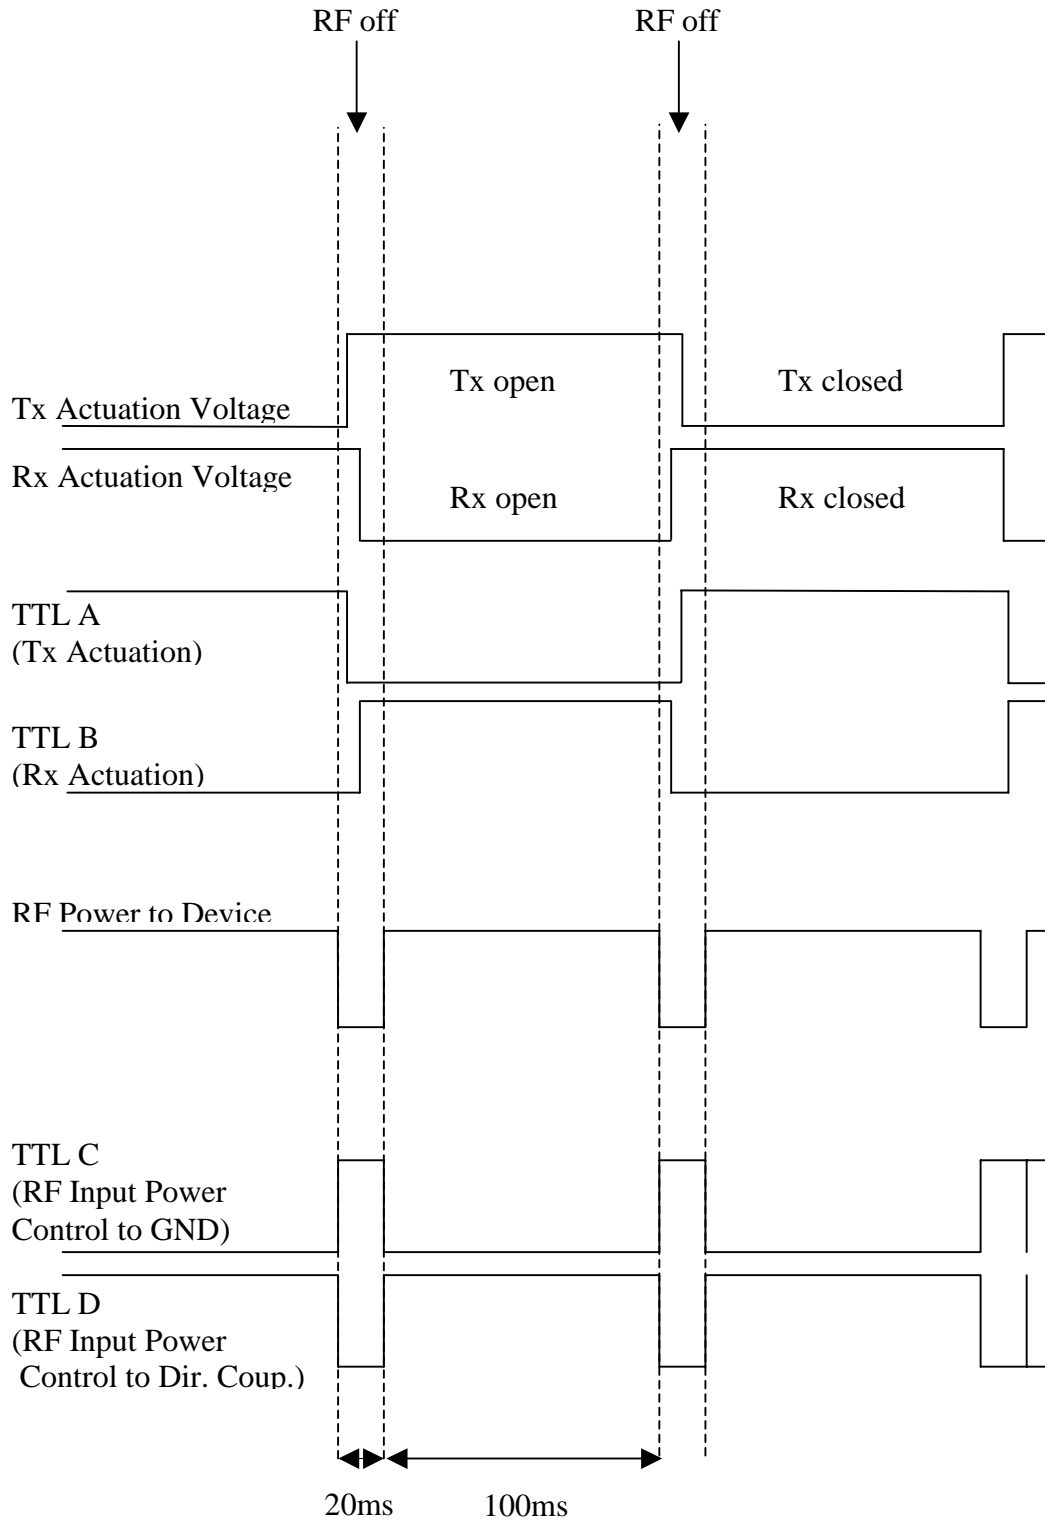 RF off
RF off
Tx open
Tx closed
Tx Actuation Voltage
Rx Actuation Voltage
Rx open
Rx closed
TTL A
(Tx Actuation)
TTL B
(Rx Actuation)
RF Power to Device
TTL C
(RF Input Power
Control to GND)
TTL D
(RF Input Power
Control to Dir. Coup.)
20ms
100ms